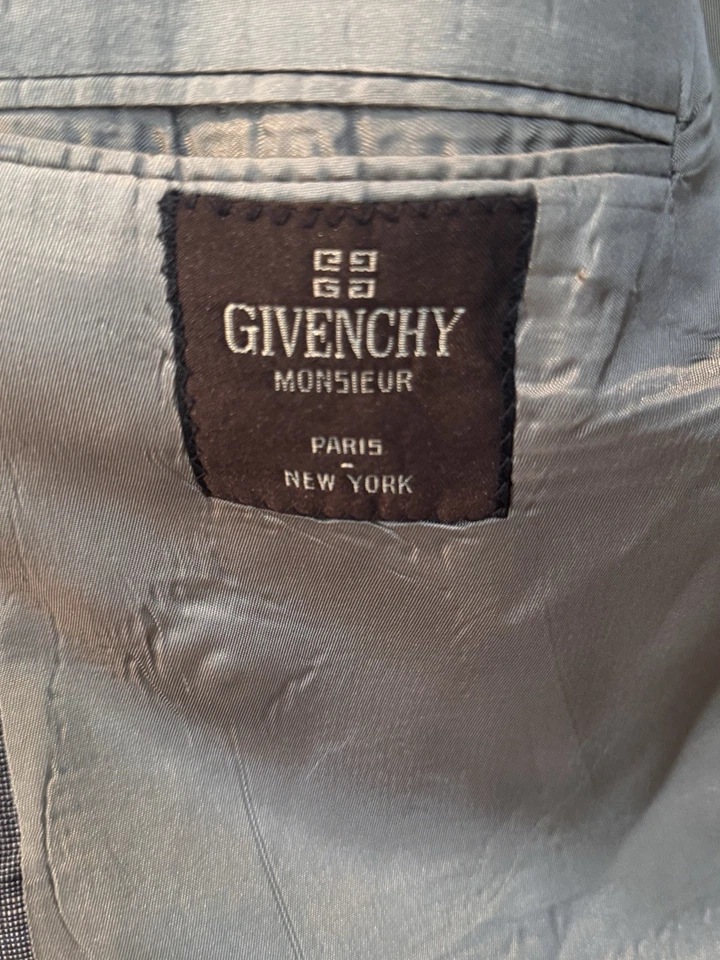 GIVENCHY
MONSIEUR
PARIS
-
NEW YORK